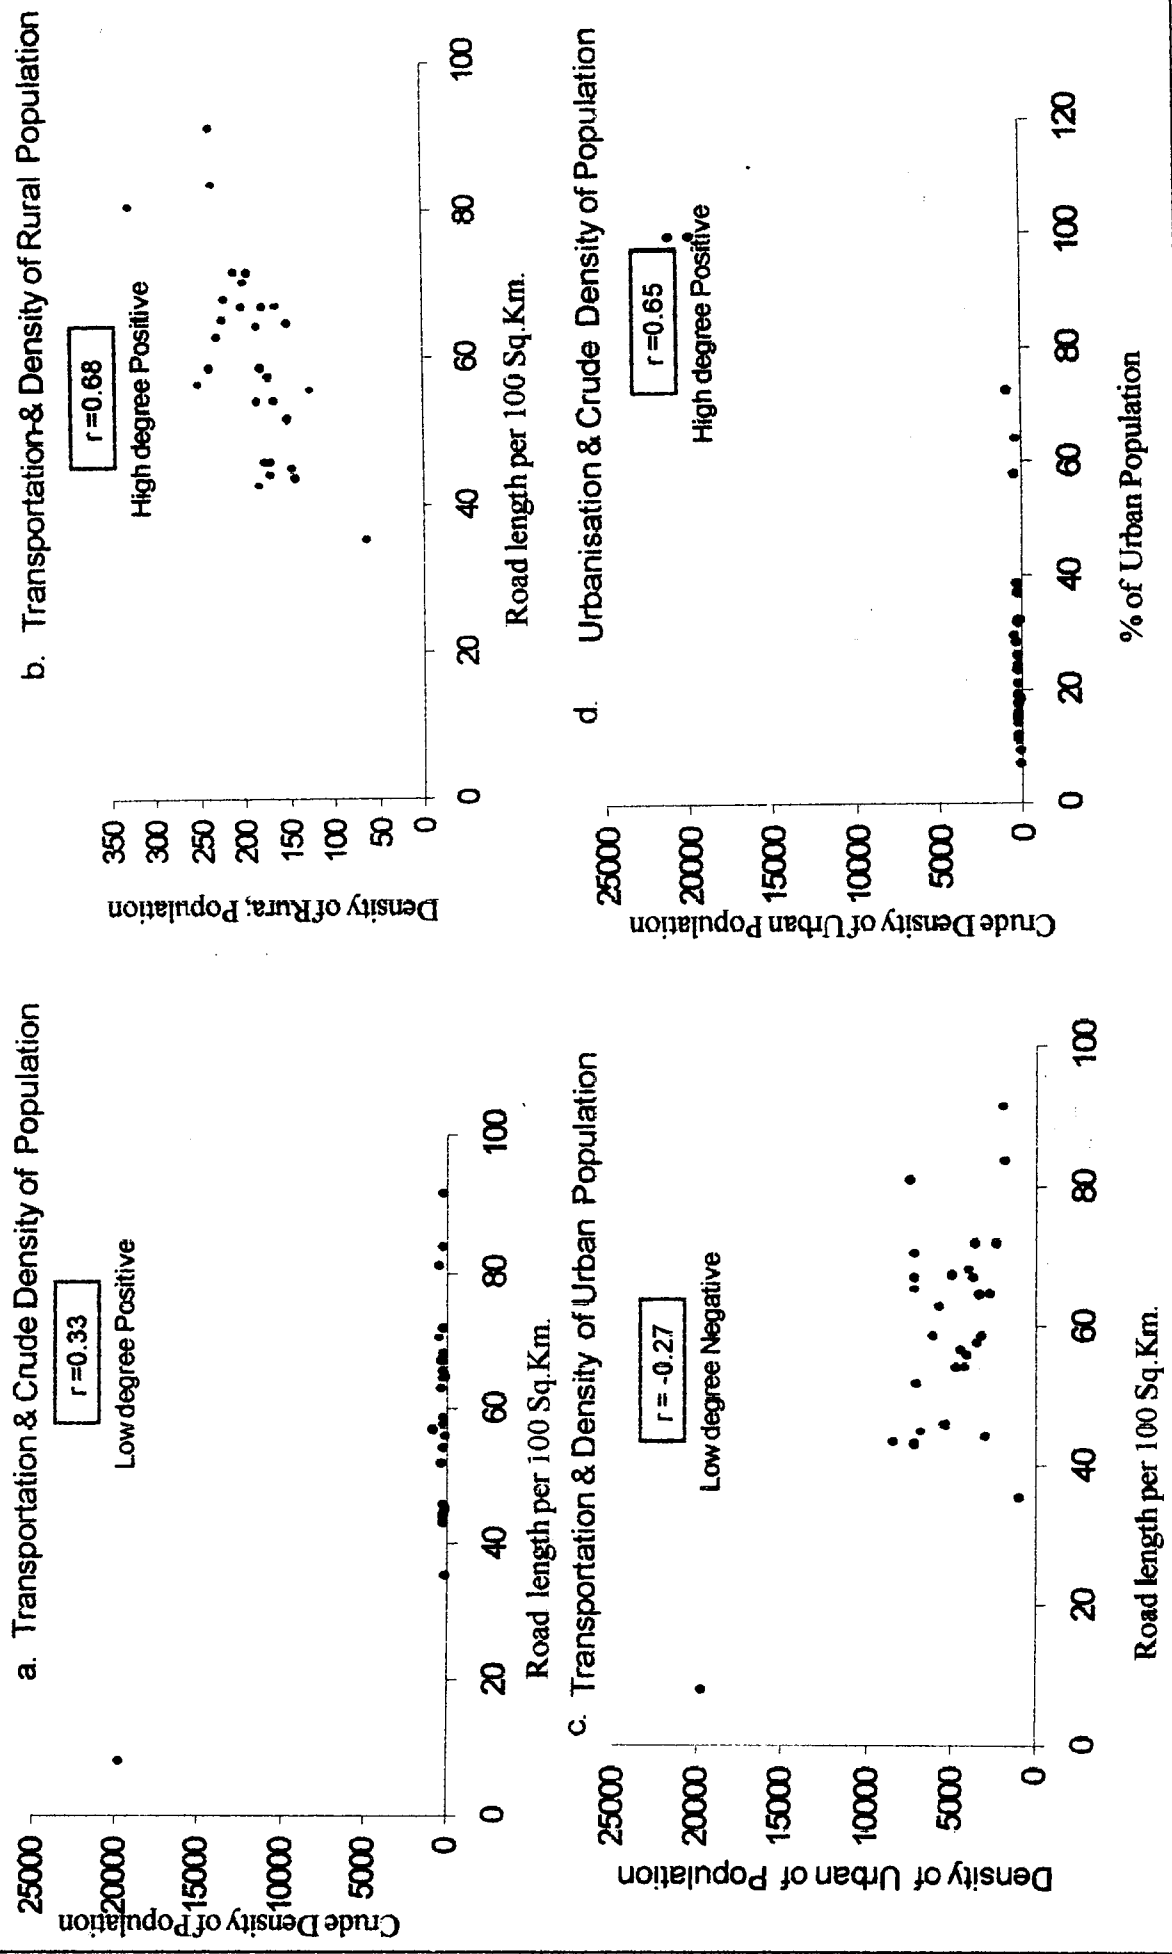 a. Transportation & Crude Density of Population
r=0.33
Low degree Positive
Crude Density of Population
25000
20000
15000
10000
5000
0
0 20 40 60 80 100
Road length per 100 Sq.Km.
b. Transportation & Density of Rural Population
r=0.68
High degree Positive
Density of Rura; Population
350
300
250
200
150
100
50
0
0 20 40 60 80 100
Road length per 100 Sq.Km.
c. Transportation & Density of Urban Population
r = -0.27
Low degree Negative
Density of Urban of Population
25000
20000
15000
10000
5000
0
0 20 40 60 80 100
Road length per 100 Sq.Km.
d. Urbanisation & Crude Density of Population
r=0.65
High degree Positive
Crude Density of Urban Population
25000
20000
15000
10000
5000
0
0 20 40 60 80 100 120
% of Urban Population